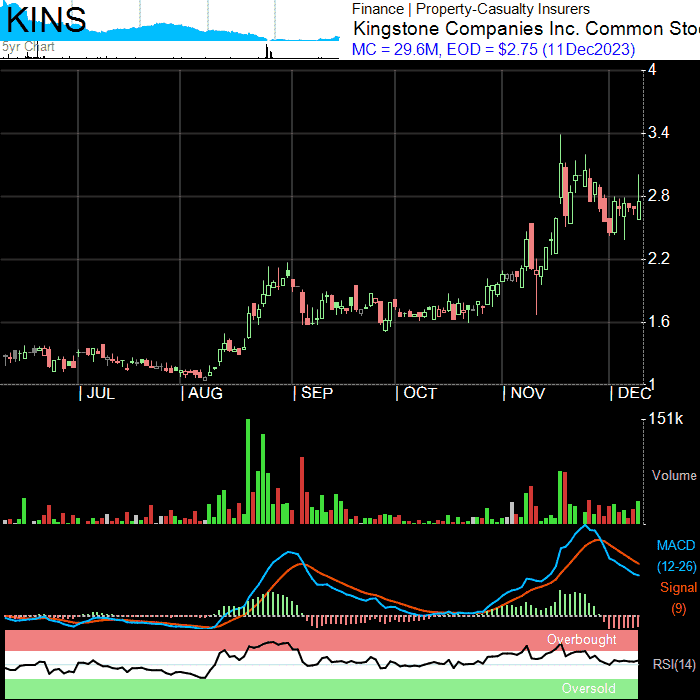 KINS
Finance | Property-Casualty Insurers
Kingstone Companies Inc. Common Sto
5yr Chart
MC = 29.6M, EOD = $2.75 (11Dec2023)
4
3.4
2.8
2.2
1.6
1
| JUL | AUG | SEP | OCT | NOV | DEC
151k
Volume
MACD
(12-26)
Signal
(9)
Overbought
RSI(14)
Oversold